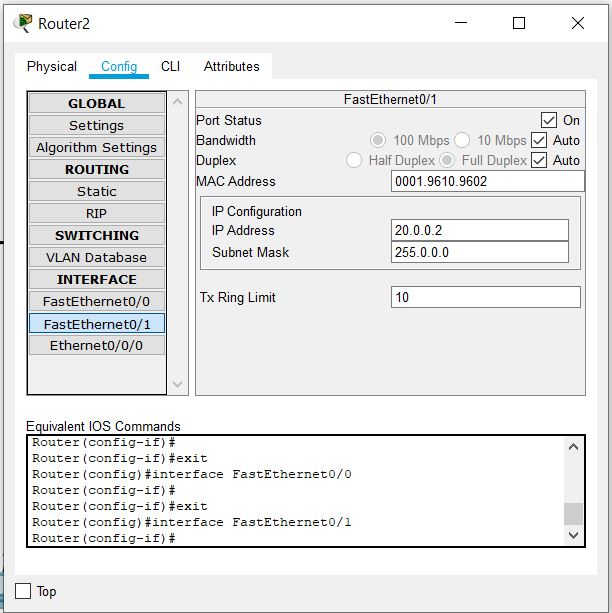 Router2
Physical Config CLI Attributes
GLOBAL
Settings
Algorithm Settings
ROUTING
Static
RIP
SWITCHING
VLAN Database
INTERFACE
FastEthernet0/0
FastEthernet0/1
Ethernet0/0/0
FastEthernet0/1
Port Status On
Bandwidth 100 Mbps 10 Mbps Auto
Duplex Half Duplex Full Duplex Auto
MAC Address 0001.9610.9602
IP Configuration
IP Address 20.0.0.2
Subnet Mask 255.0.0.0
Tx Ring Limit 10
Equivalent IOS Commands
Router(config-if)#
Router(config-if)#exit
Router(config)#interface FastEthernet0/0
Router(config-if)#
Router(config-if)#exit
Router(config)#interface FastEthernet0/1
Router(config-if)#
Top